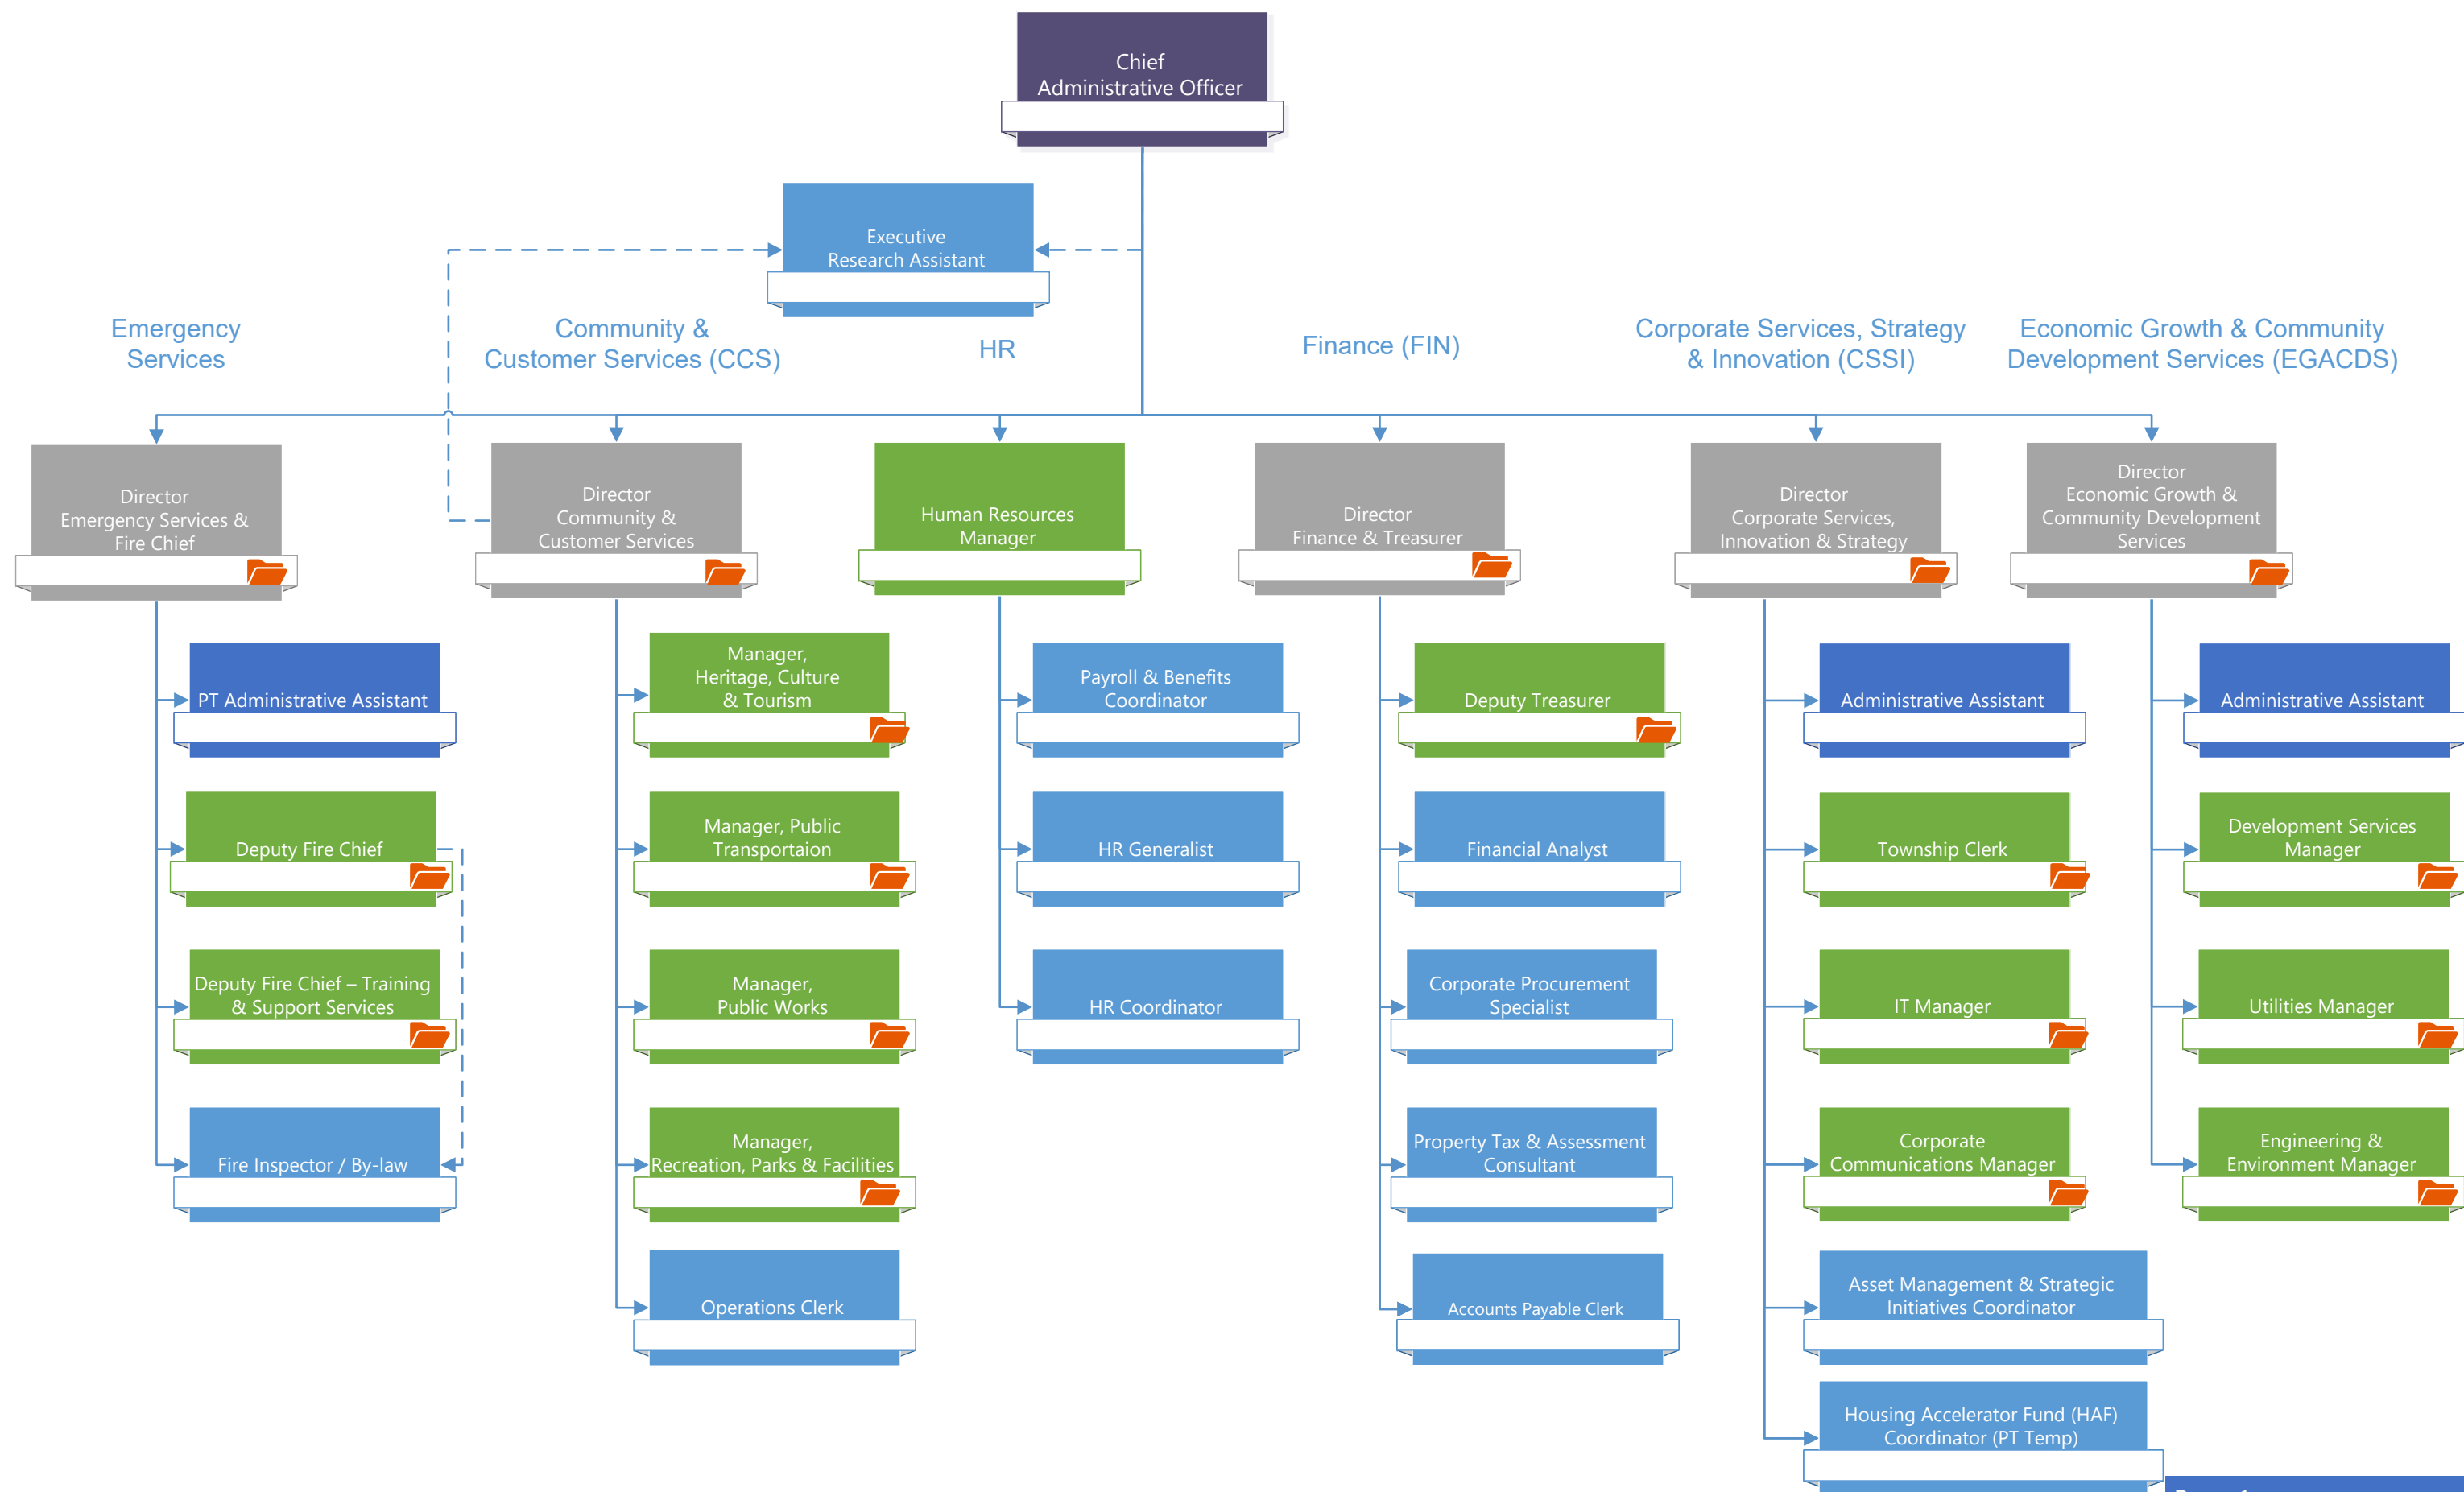 Chief
Administrative Officer
Executive
Research Assistant
Emergency
Services
Community &
Customer Services (CCS)
HR
Finance (FIN)
Corporate Services, Strategy
& Innovation (CSSI)
Economic Growth & Community
Development Services (EGACDS)
Director
Emergency Services &
Fire Chief
Director
Community &
Customer Services
Human Resources
Manager
Director
Finance & Treasurer
Director
Corporate Services,
Innovation & Strategy
Director
Economic Growth &
Community Development
Services
PT Administrative Assistant
Manager,
Heritage, Culture
& Tourism
Payroll & Benefits
Coordinator
Deputy Treasurer
Administrative Assistant
Administrative Assistant
Deputy Fire Chief
Manager, Public
Transportaion
HR Generalist
Financial Analyst
Township Clerk
Development Services
Manager
Deputy Fire Chief – Training
& Support Services
Manager,
Public Works
HR Coordinator
Corporate Procurement
Specialist
IT Manager
Utilities Manager
Fire Inspector / By-law
Manager,
Recreation, Parks & Facilities
Property Tax & Assessment
Consultant
Corporate
Communications Manager
Engineering &
Environment Manager
Operations Clerk
Accounts Payable Clerk
Asset Management & Strategic
Initiatives Coordinator
Housing Accelerator Fund (HAF)
Coordinator (PT Temp)